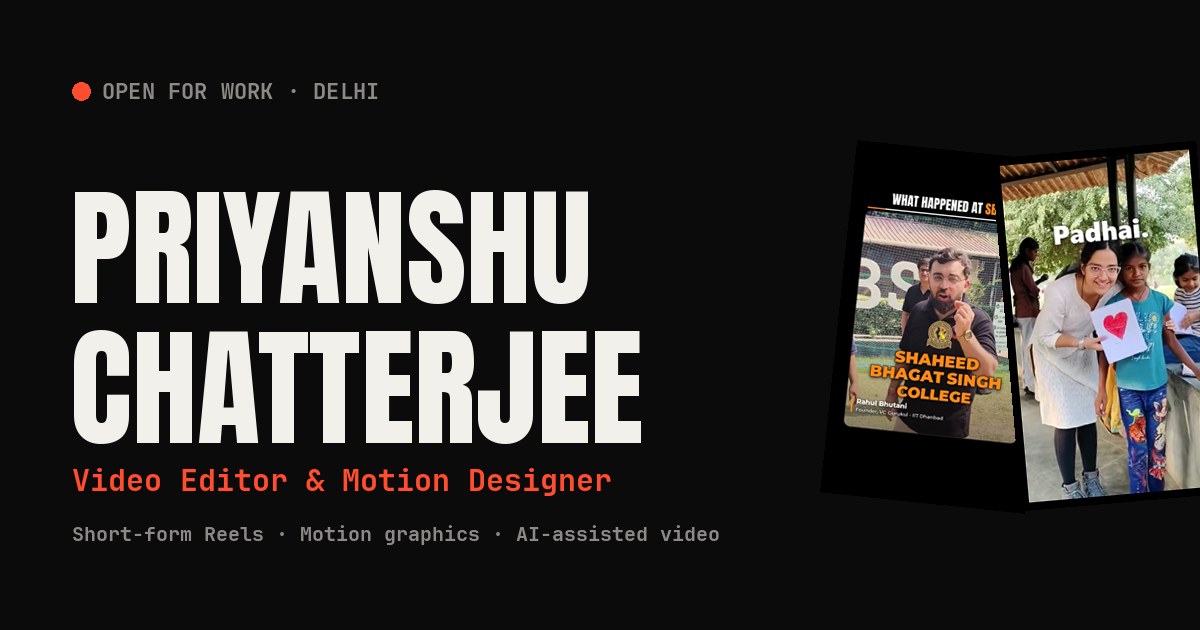 OPEN FOR WORK · DELHI
PRIYANSHU
CHATTERJEE
Video Editor & Motion Designer
Short-form Reels · Motion graphics · AI-assisted video
WHAT HAPPENED AT
SHAHEED
BHAGAT SINGH
COLLEGE
Rahul Bhutani
Padhai.